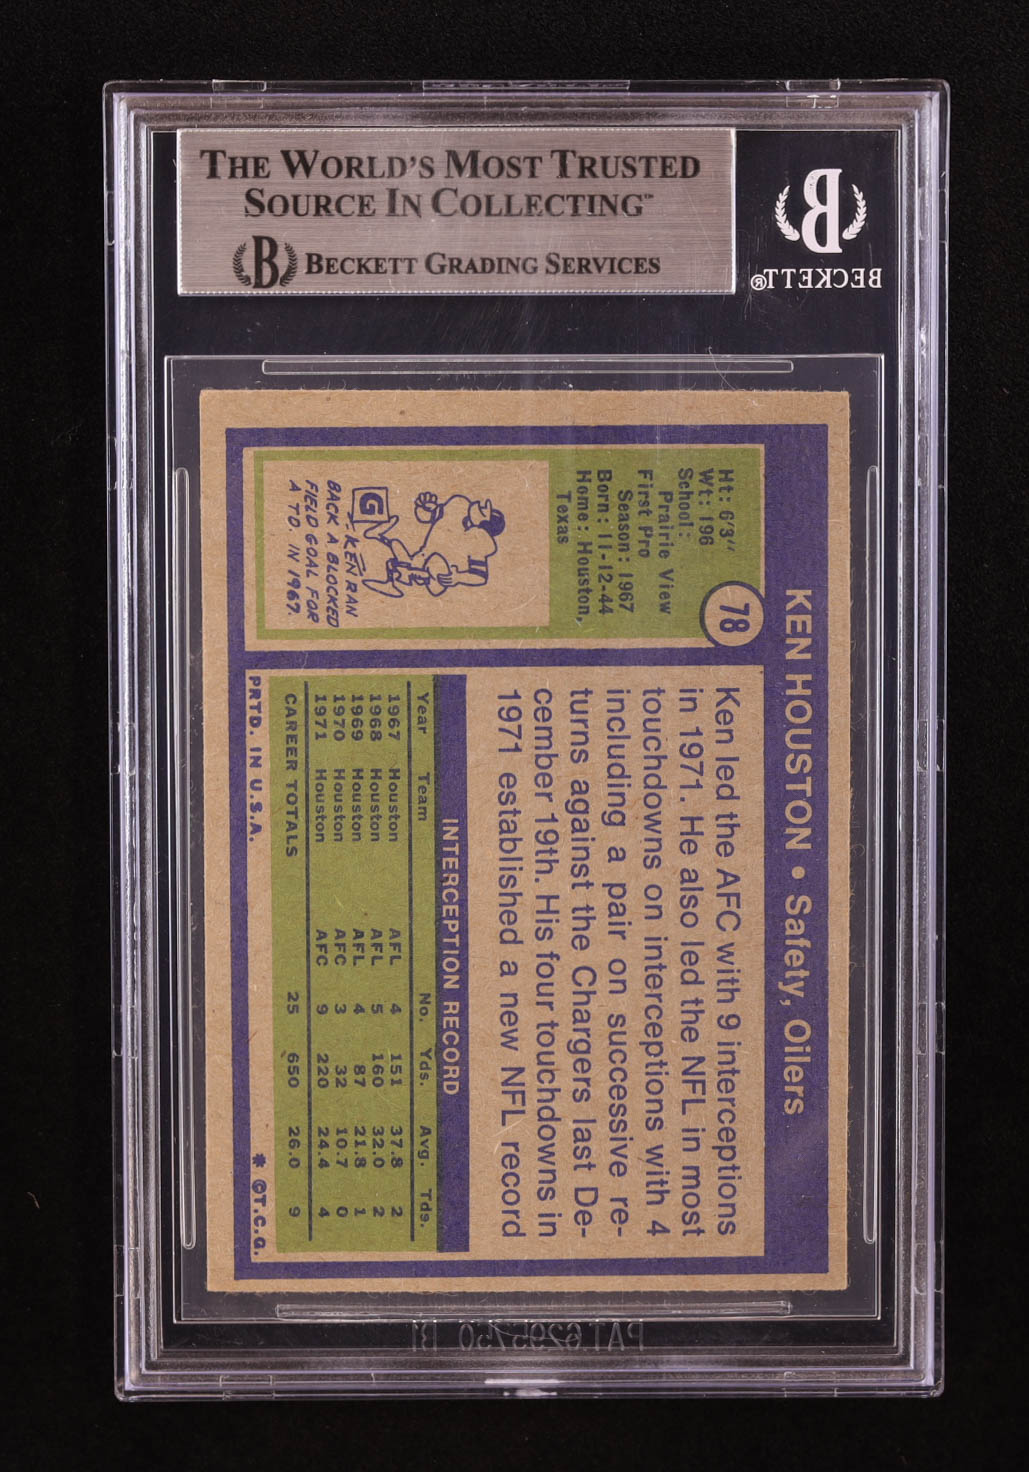 THE WORLD'S MOST TRUSTED
SOURCE IN COLLECTING™
B BECKETT GRADING SERVICES
B
BECKETT®
KEN HOUSTON • Safety, Oilers
78
Ht: 6'3"
Wt: 196
School:
Prairie View
First Pro
Season: 1967
Born: 11-12-44
Home: Houston,
Texas
G
KEN RAN
BACK A BLOCKED
FIELD GOAL FOR
A TD. IN 1967.
Ken led the AFC with 9 interceptions
in 1971. He also led the NFL in most
touchdowns on interceptions with 4
including a pair on successive re-
turns against the Chargers last De-
cember 19th. His four touchdowns in
1971 established a new NFL record
INTERCEPTION RECORD
Year Team No. Yds. Avg. Tds.
1967 Houston AFL 4 151 37.8 2
1968 Houston AFL 5 160 32.0 2
1969 Houston AFL 4 87 21.8 1
1970 Houston AFC 3 32 10.7 0
1971 Houston AFC 9 220 24.4 4
CAREER TOTALS 25 650 26.0 9
PRTD. IN U.S.A. * ©T.C.G.
PAT.6295750 B1